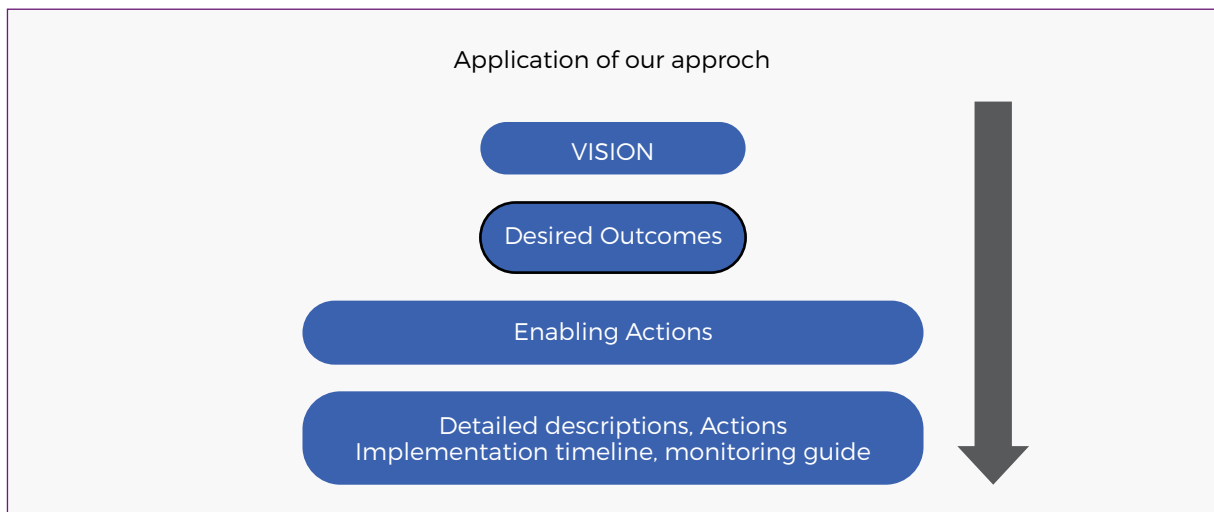 Application of our approch
VISION
Desired Outcomes
Enabling Actions
Detailed descriptions, Actions
Implementation timeline, monitoring guide